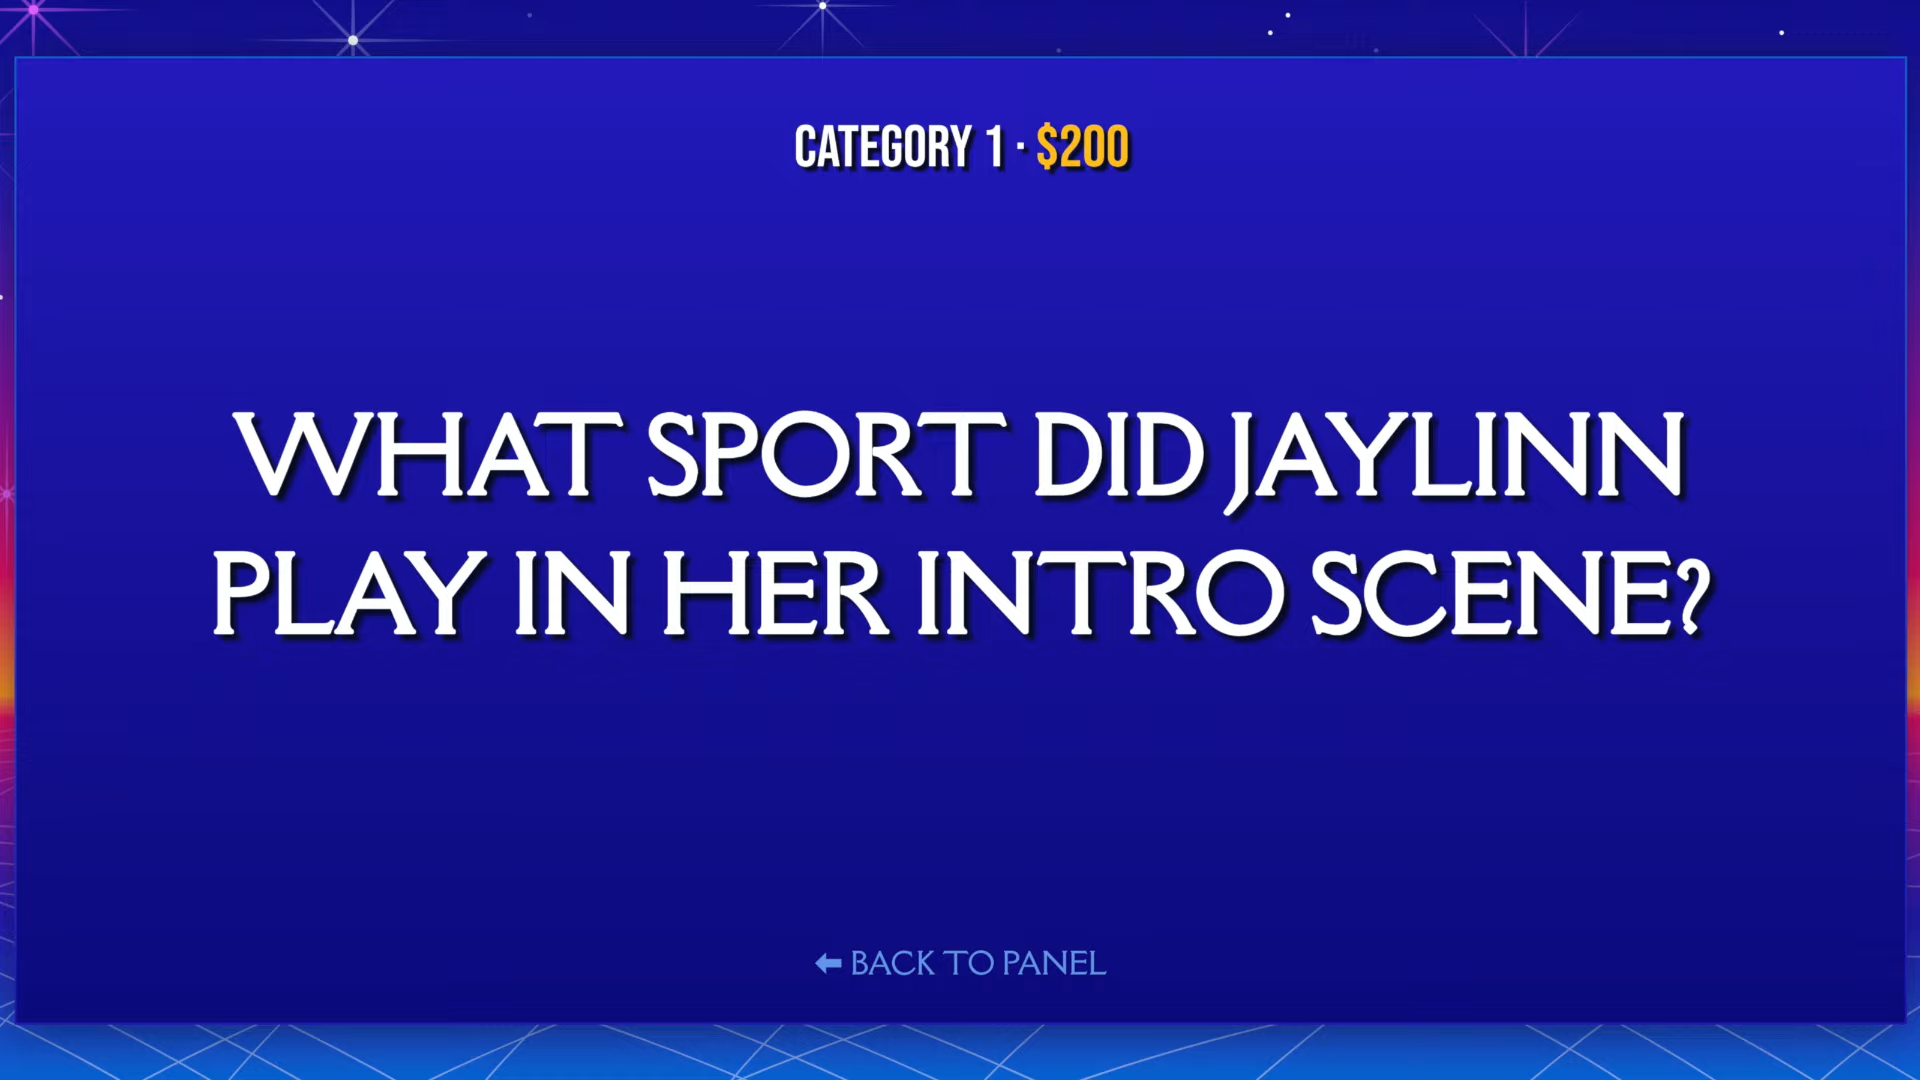 CATEGORY 1 · $200
WHAT SPORT DID JAYLINN
PLAY IN HER INTRO SCENE?
BACK TO PANEL